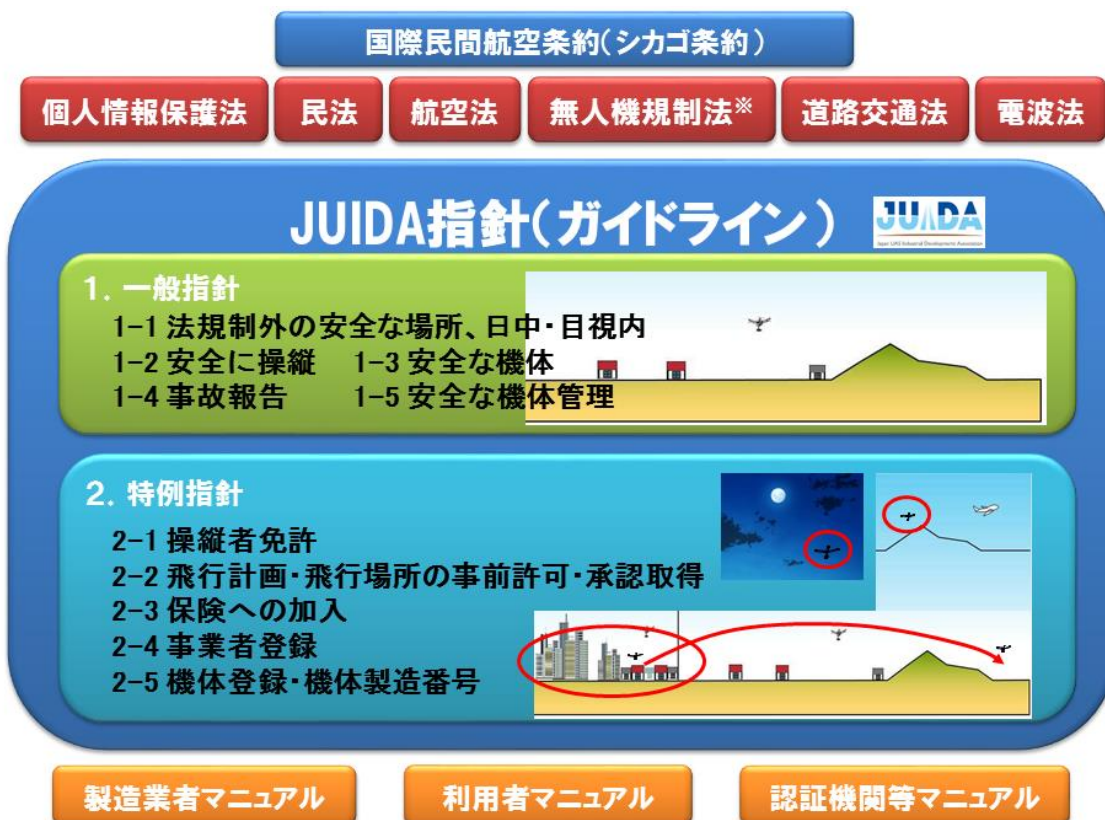 国際民間航空条約(シカゴ条約)
個人情報保護法 民法 航空法 無人機規制法※ 道路交通法 電波法
JUIDA指針(ガイドライン) JUIDA
Japan UAS Industrial Development Association
1. 一般指針
1-1 法規制外の安全な場所、日中・目視内
1-2 安全に操縦 1-3 安全な機体
1-4 事故報告 1-5 安全な機体管理
2. 特例指針
2-1 操縦者免許
2-2 飛行計画・飛行場所の事前許可・承認取得
2-3 保険への加入
2-4 事業者登録
2-5 機体登録・機体製造番号
製造業者マニュアル 利用者マニュアル 認証機関等マニュアル